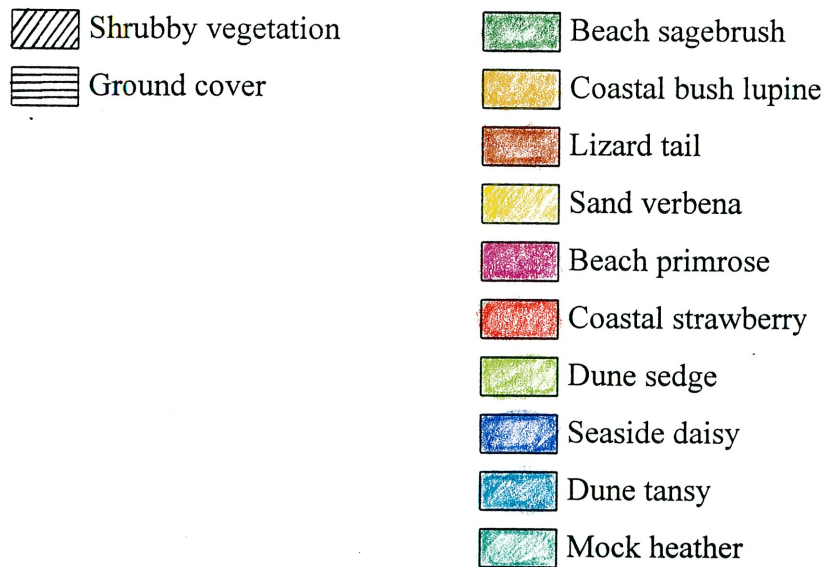 Shrubby vegetation
Ground cover
Beach sagebrush
Coastal bush lupine
Lizard tail
Sand verbena
Beach primrose
Coastal strawberry
Dune sedge
Seaside daisy
Dune tansy
Mock heather